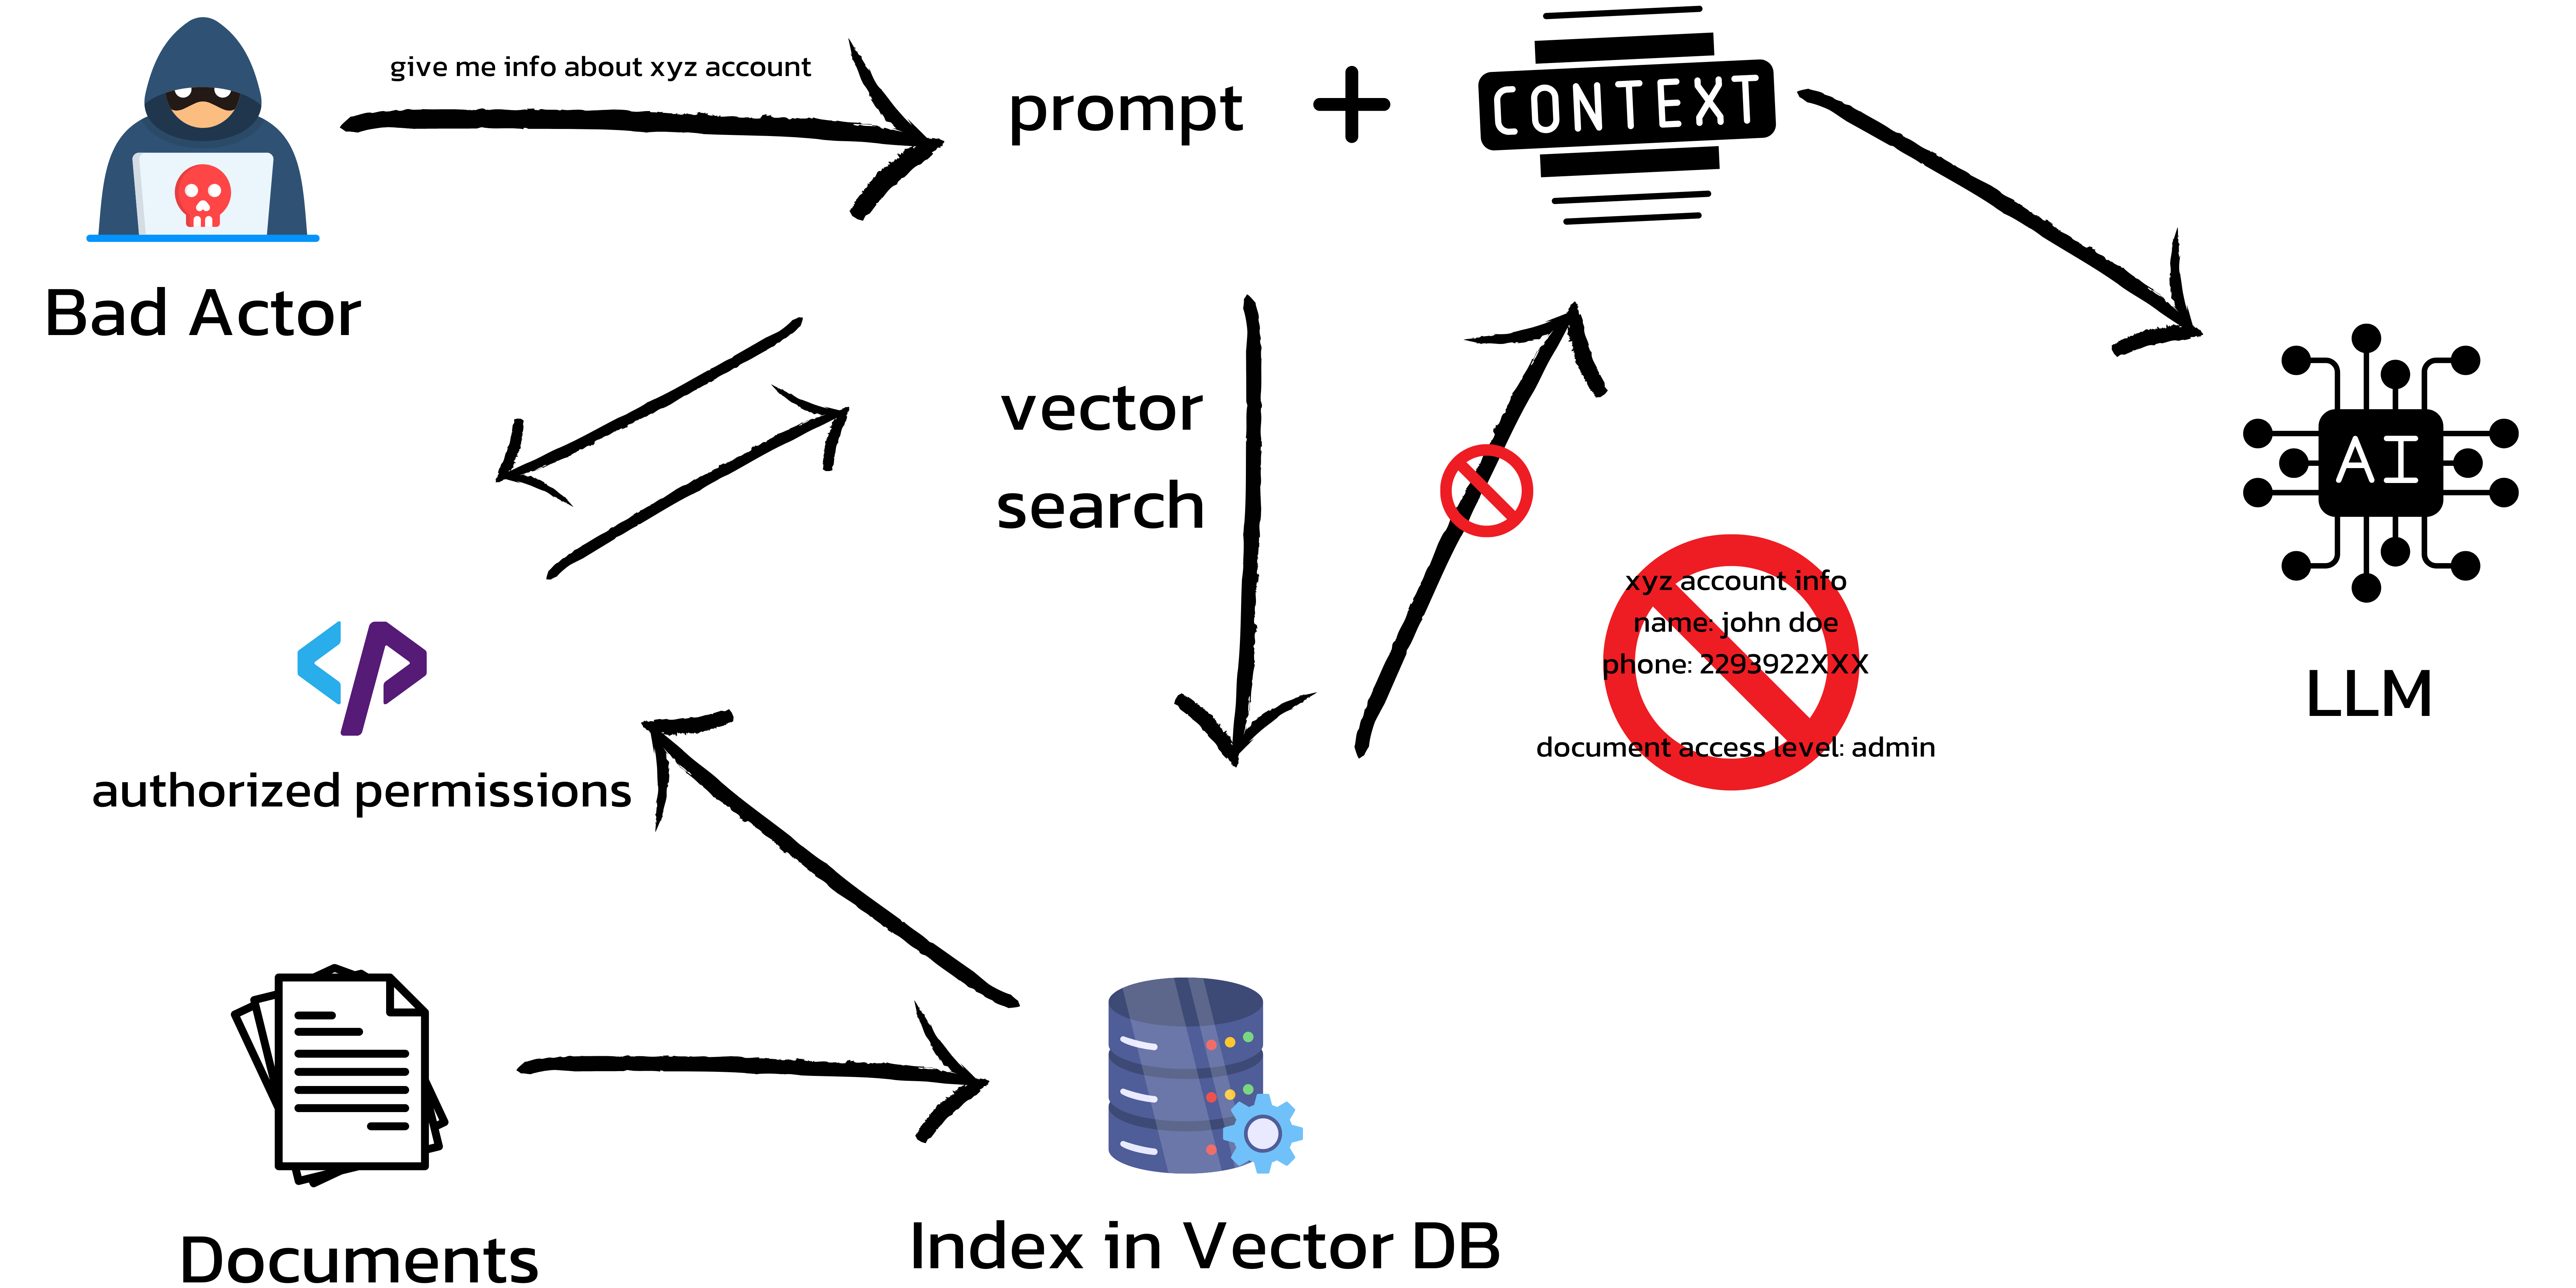 give me info about xyz account
prompt
CONTEXT
Bad Actor
vector
search
AI
xyz account info
name: john doe
phone: 2293922XXX
document access level: admin
LLM
authorized permissions
Documents
Index in Vector DB